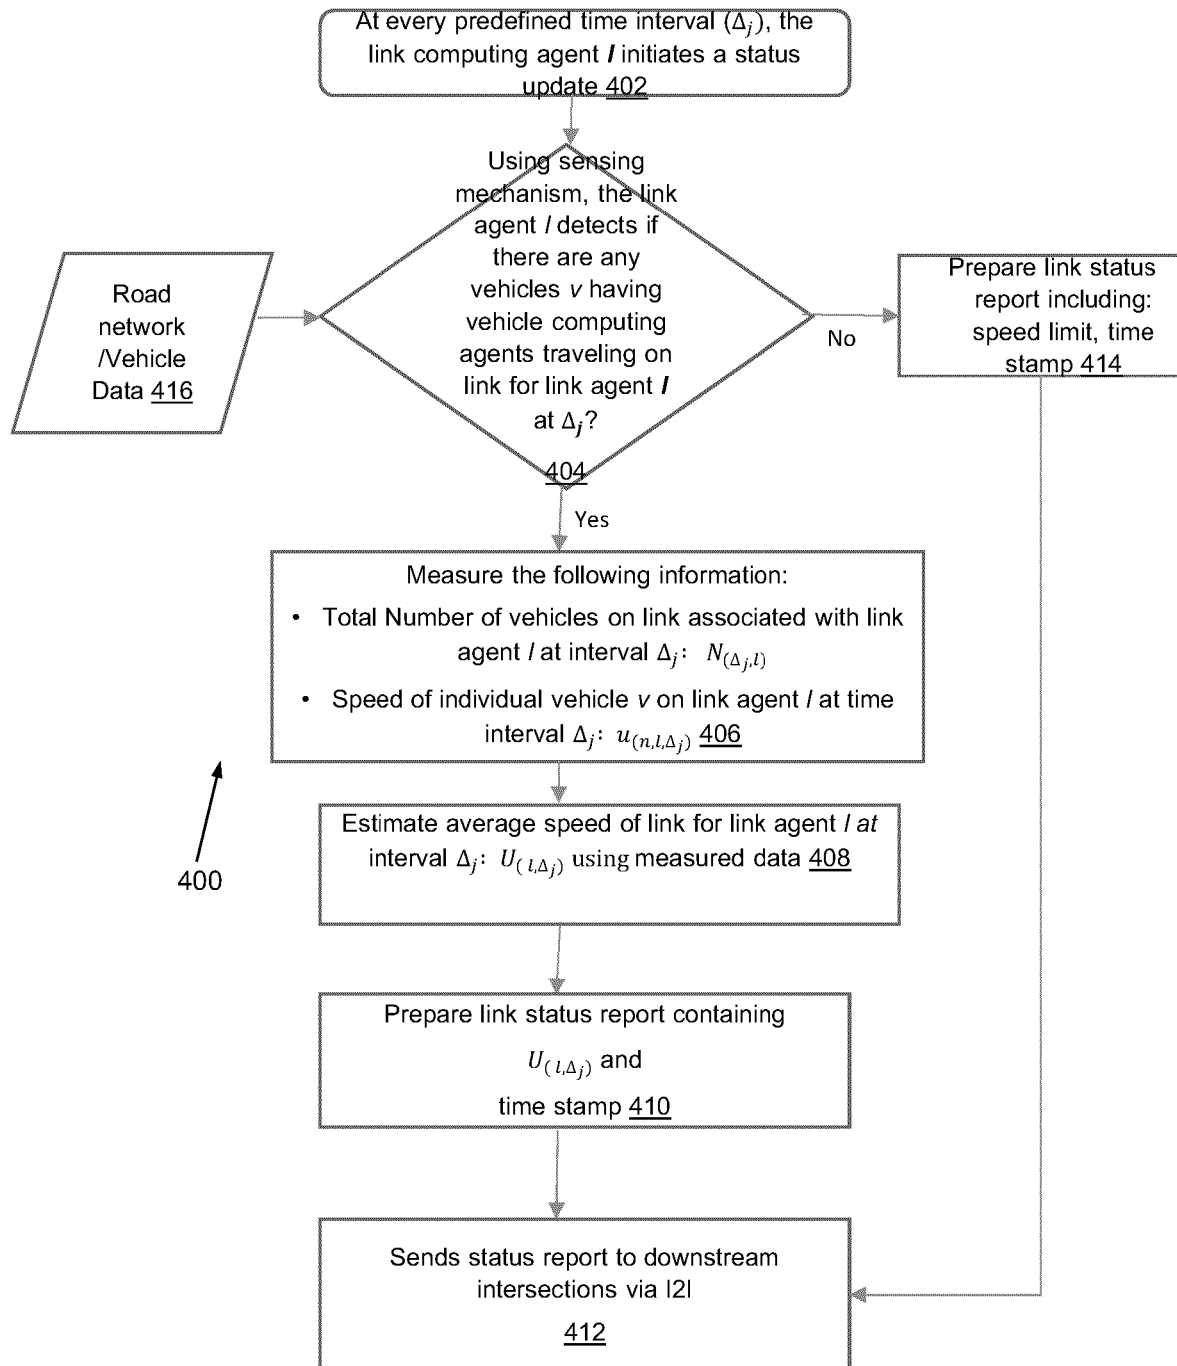 At every predefined time interval (Δⱼ), the
link computing agent l initiates a status
update 402
Using sensing
mechanism, the link
agent l detects if
there are any
vehicles v having
vehicle computing
agents traveling on
link for link agent l
at Δⱼ?
404
Road
network
/Vehicle
Data 416
No
Prepare link status
report including:
speed limit, time
stamp 414
Yes
Measure the following information:
• Total Number of vehicles on link associated with link
agent l at interval Δⱼ: N(Δⱼ,l)
• Speed of individual vehicle v on link agent l at time
interval Δⱼ: u(n,l,Δⱼ) 406
400
Estimate average speed of link for link agent l at
interval Δⱼ: U( l,Δⱼ) using measured data 408
Prepare link status report containing
U( l,Δⱼ) and
time stamp 410
Sends status report to downstream
intersections via I2I
412